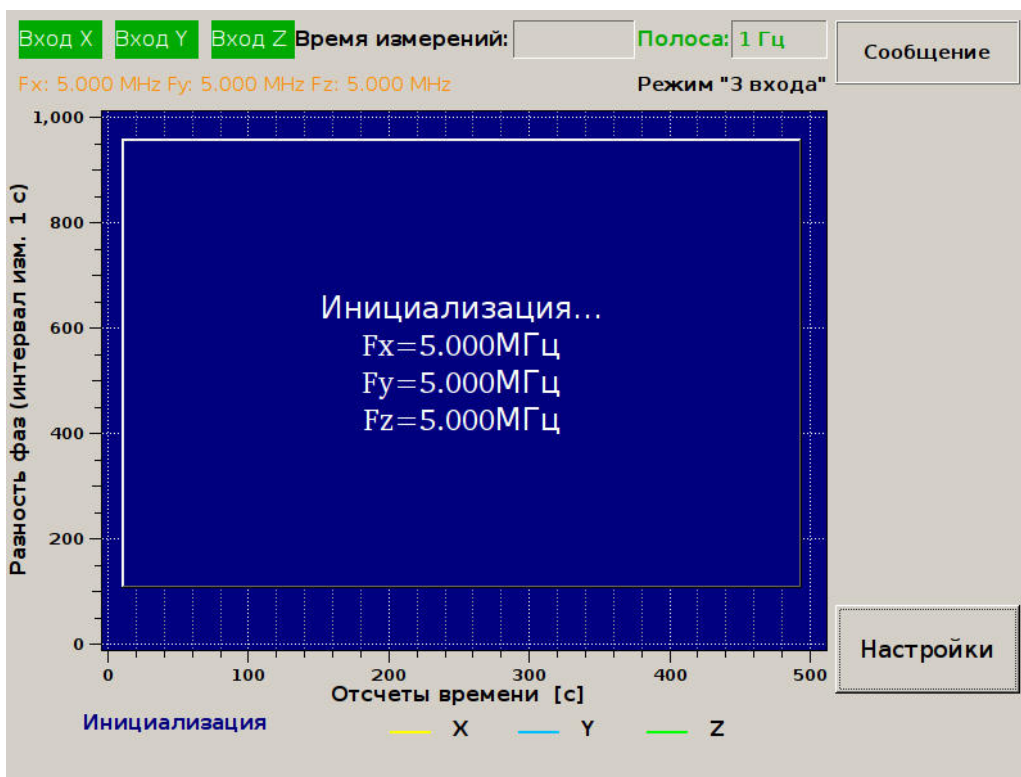 Вход X Вход Y Вход Z Время измерений: Полоса: 1 Гц
Сообщение
Fx: 5.000 MHz Fy: 5.000 MHz Fz: 5.000 MHz
Режим "3 входа"
Разность фаз (интервал изм. 1 с)
1,000
800
600
400
200
0
Инициализация...
Fx=5.000МГц
Fy=5.000МГц
Fz=5.000МГц
0 100 200 300 400 500
Отсчеты времени [с]
Настройки
Инициализация
X Y Z